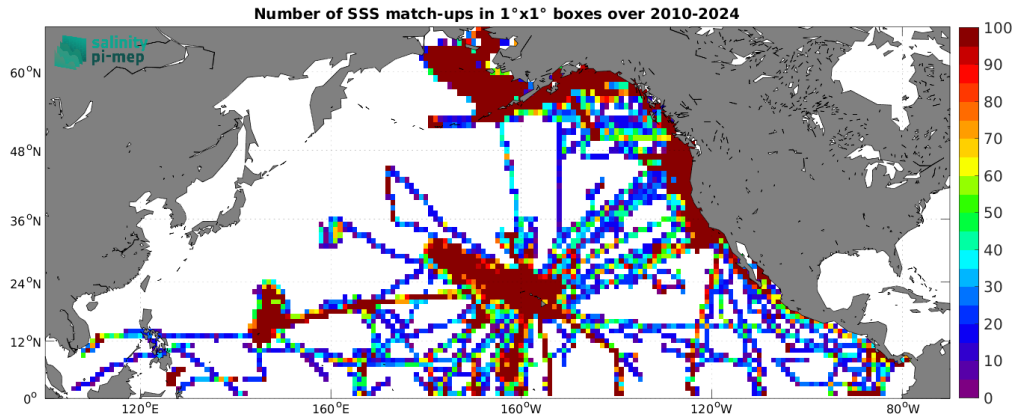 Number of SSS match-ups in 1°x1° boxes over 2010-2024
salinity
pi-mep
60°N
48°N
36°N
24°N
12°N
0°
120°E
160°E
160°W
120°W
80°W
100
90
80
70
60
50
40
30
20
10
0